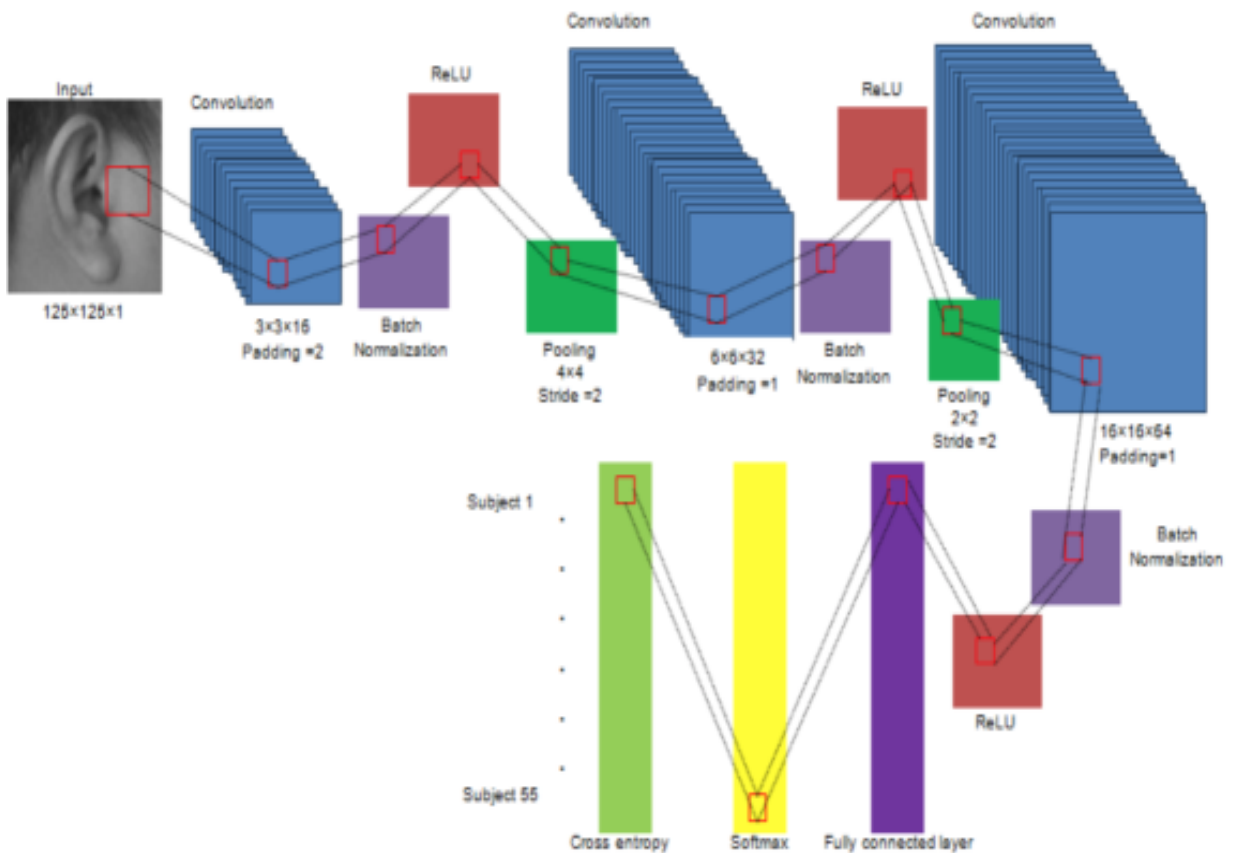 Input
125×125×1
Convolution
3×3×16
Padding =2
Batch
Normalization
ReLU
Pooling
4×4
Stride =2
Convolution
6×6×32
Padding =1
Batch
Normalization
ReLU
Pooling
2×2
Stride =2
Convolution
16×16×64
Padding=1
Batch
Normalization
ReLU
Fully connected layer
Softmax
Cross entropy
Subject 1
Subject 55